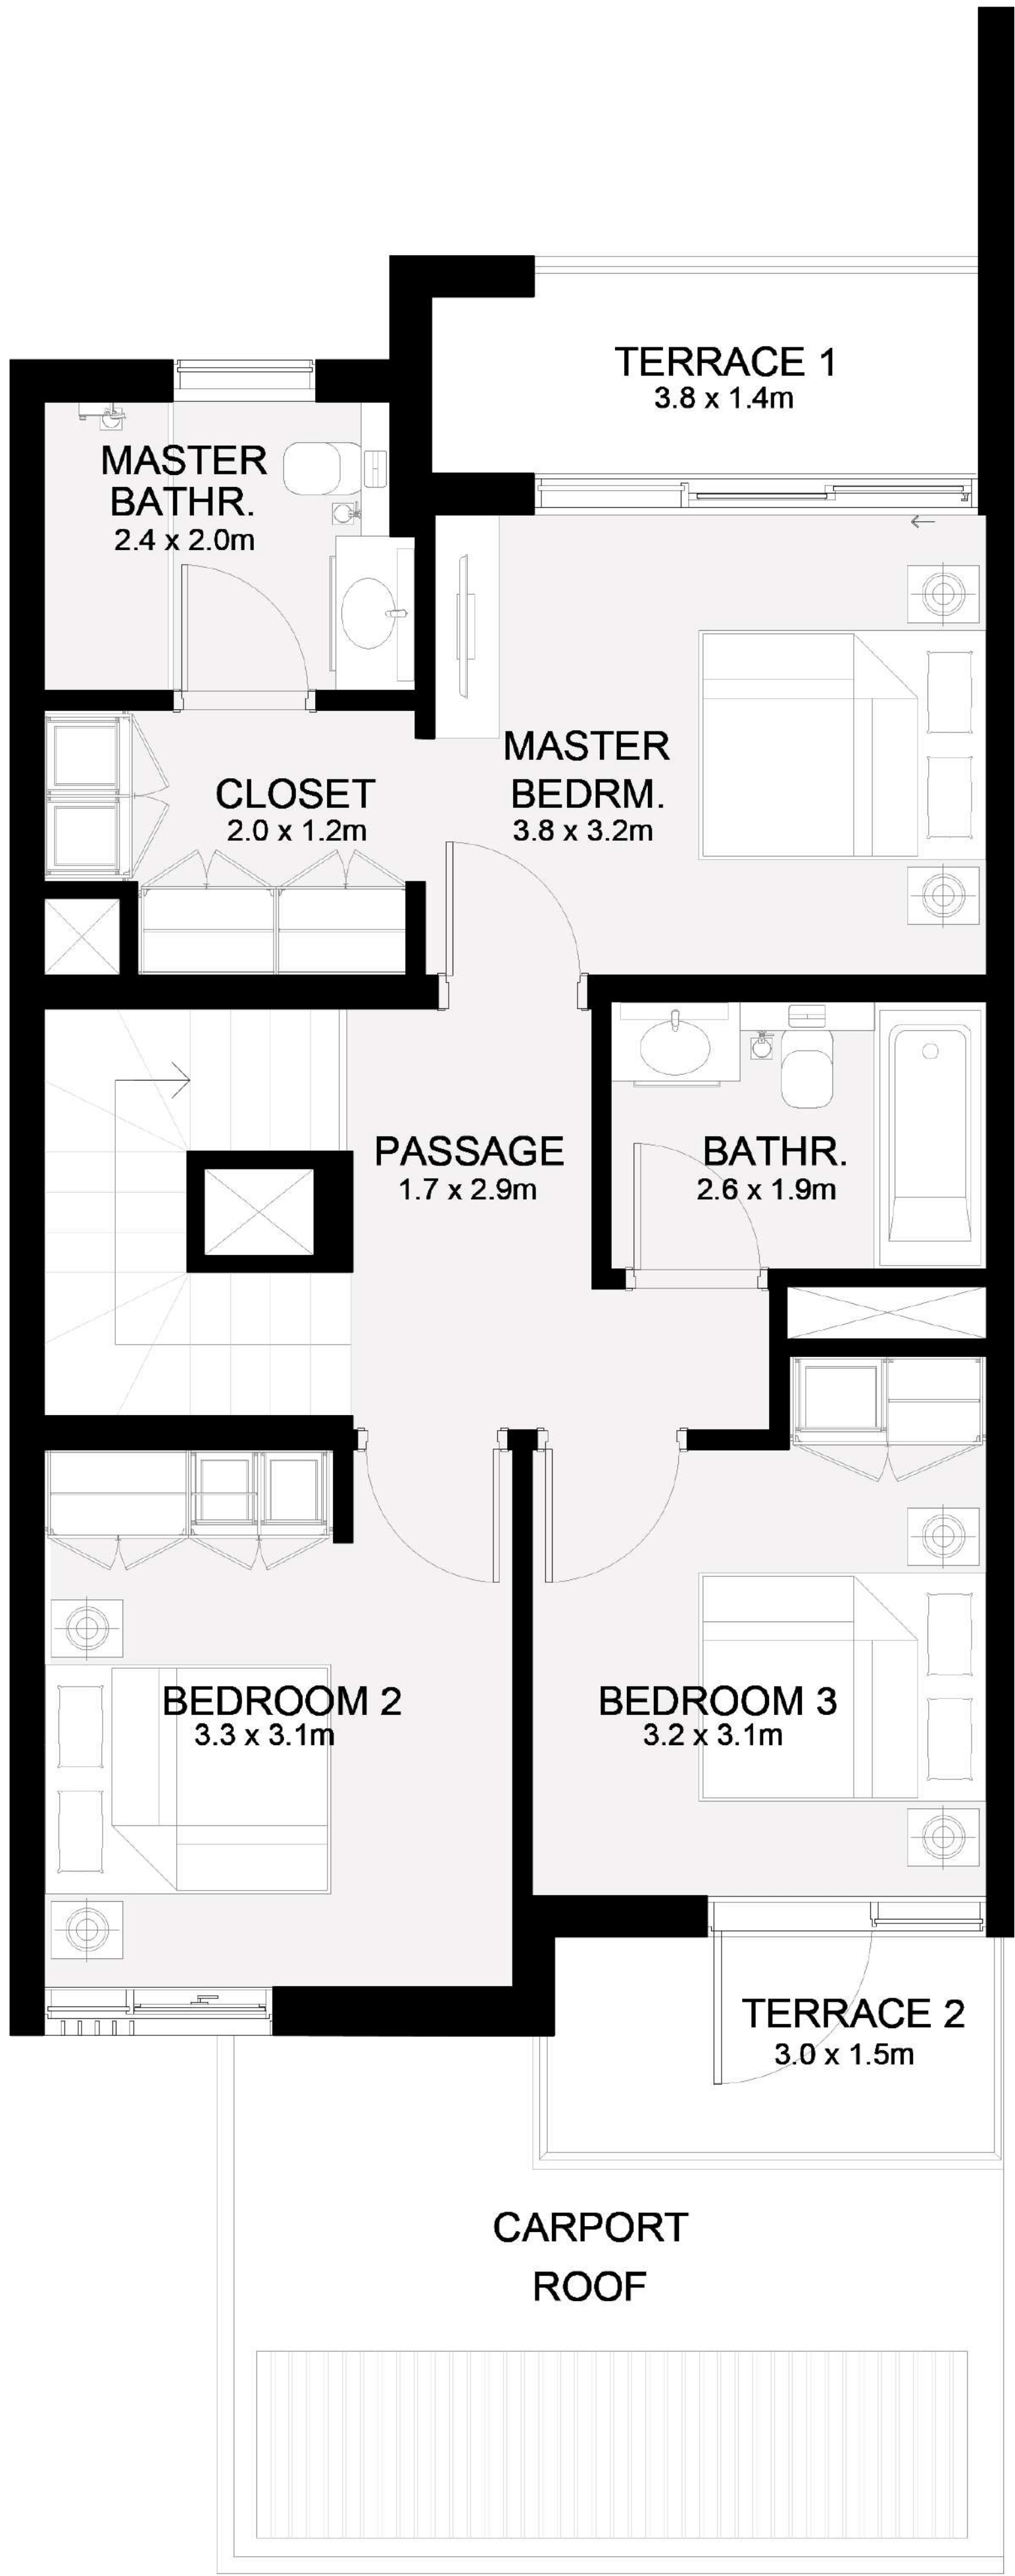 TERRACE 1
3.8 x 1.4m
MASTER
BATHR.
2.4 x 2.0m
MASTER
BEDRM.
3.8 x 3.2m
CLOSET
2.0 x 1.2m
PASSAGE
1.7 x 2.9m
BATHR.
2.6 x 1.9m
BEDROOM 2
3.3 x 3.1m
BEDROOM 3
3.2 x 3.1m
TERRACE 2
3.0 x 1.5m
CARPORT
ROOF